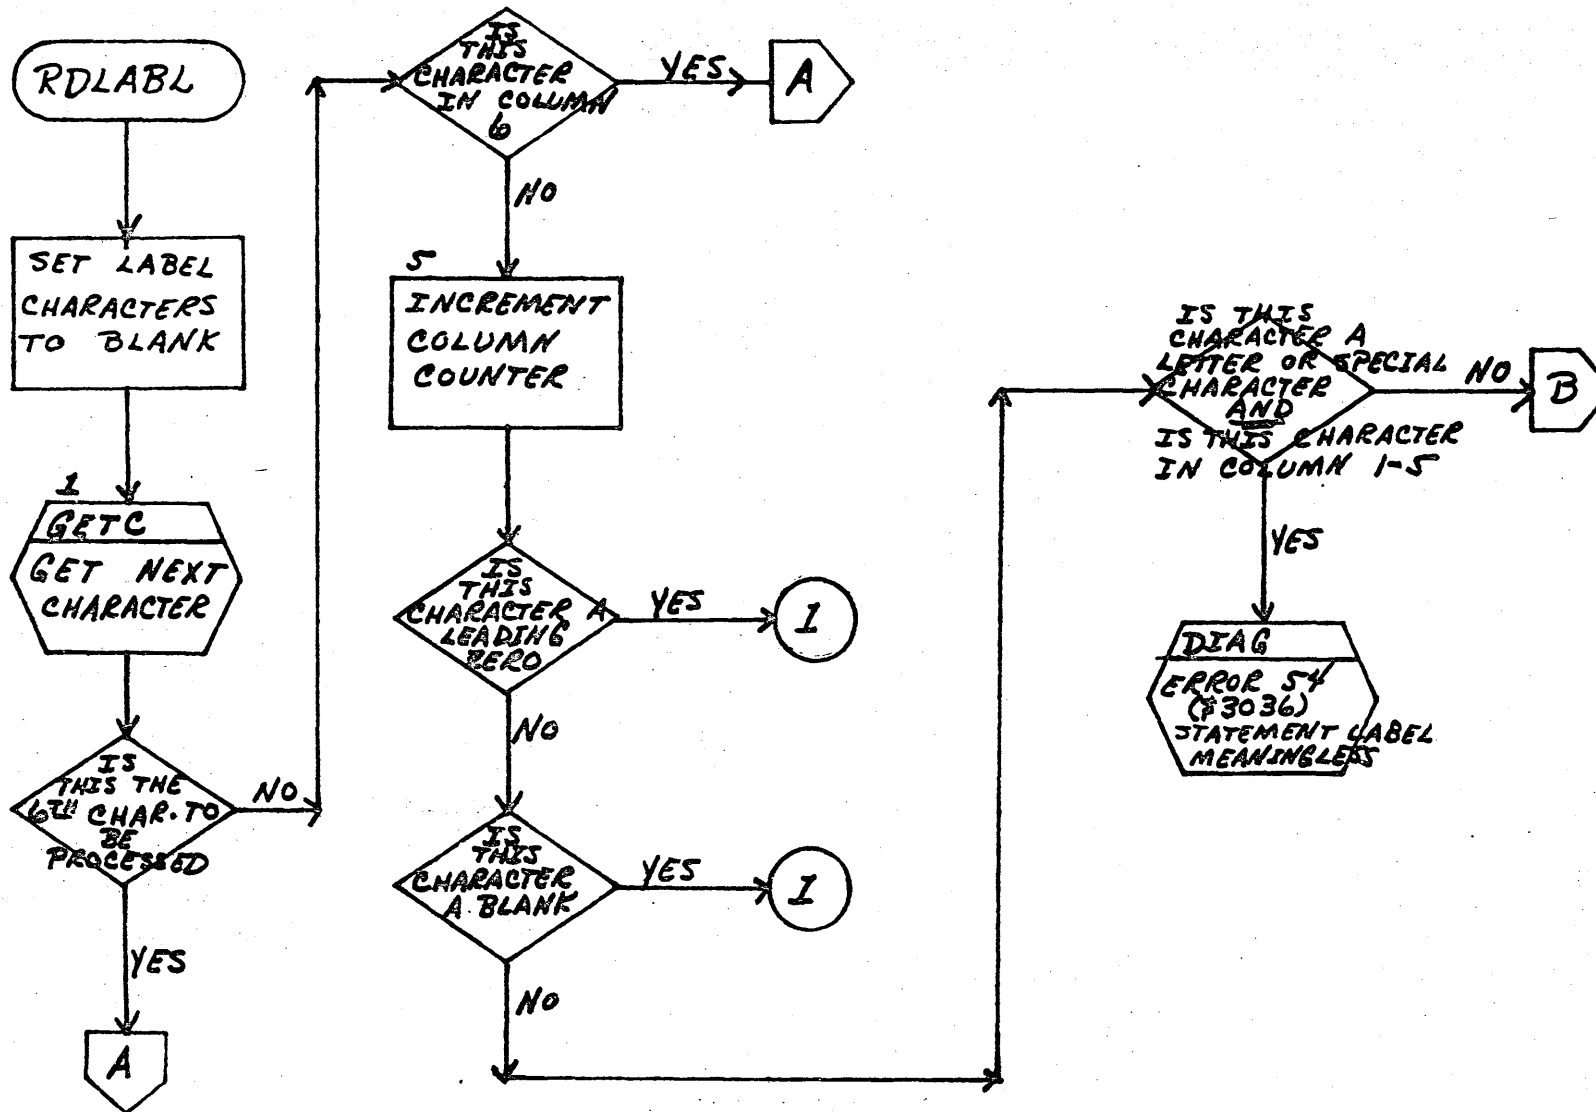 RDLABL
SET LABEL
CHARACTERS
TO BLANK
1
GETC
GET NEXT
CHARACTER
IS
THIS THE
6TH CHAR. TO
BE
PROCESSED
NO
YES
A
IS
THIS
CHARACTER
IN COLUMN
6
YES
A
NO
5
INCREMENT
COLUMN
COUNTER
IS
THIS
CHARACTER A
LEADING
ZERO
YES
1
NO
IS
THIS
CHARACTER
A BLANK
YES
1
NO
IS THIS
CHARACTER A
LETTER OR SPECIAL
CHARACTER
AND
IS THIS CHARACTER
IN COLUMN 1-5
NO
B
YES
DIAG
ERROR 54
3036)
STATEMENT LABEL
MEANINGLESS